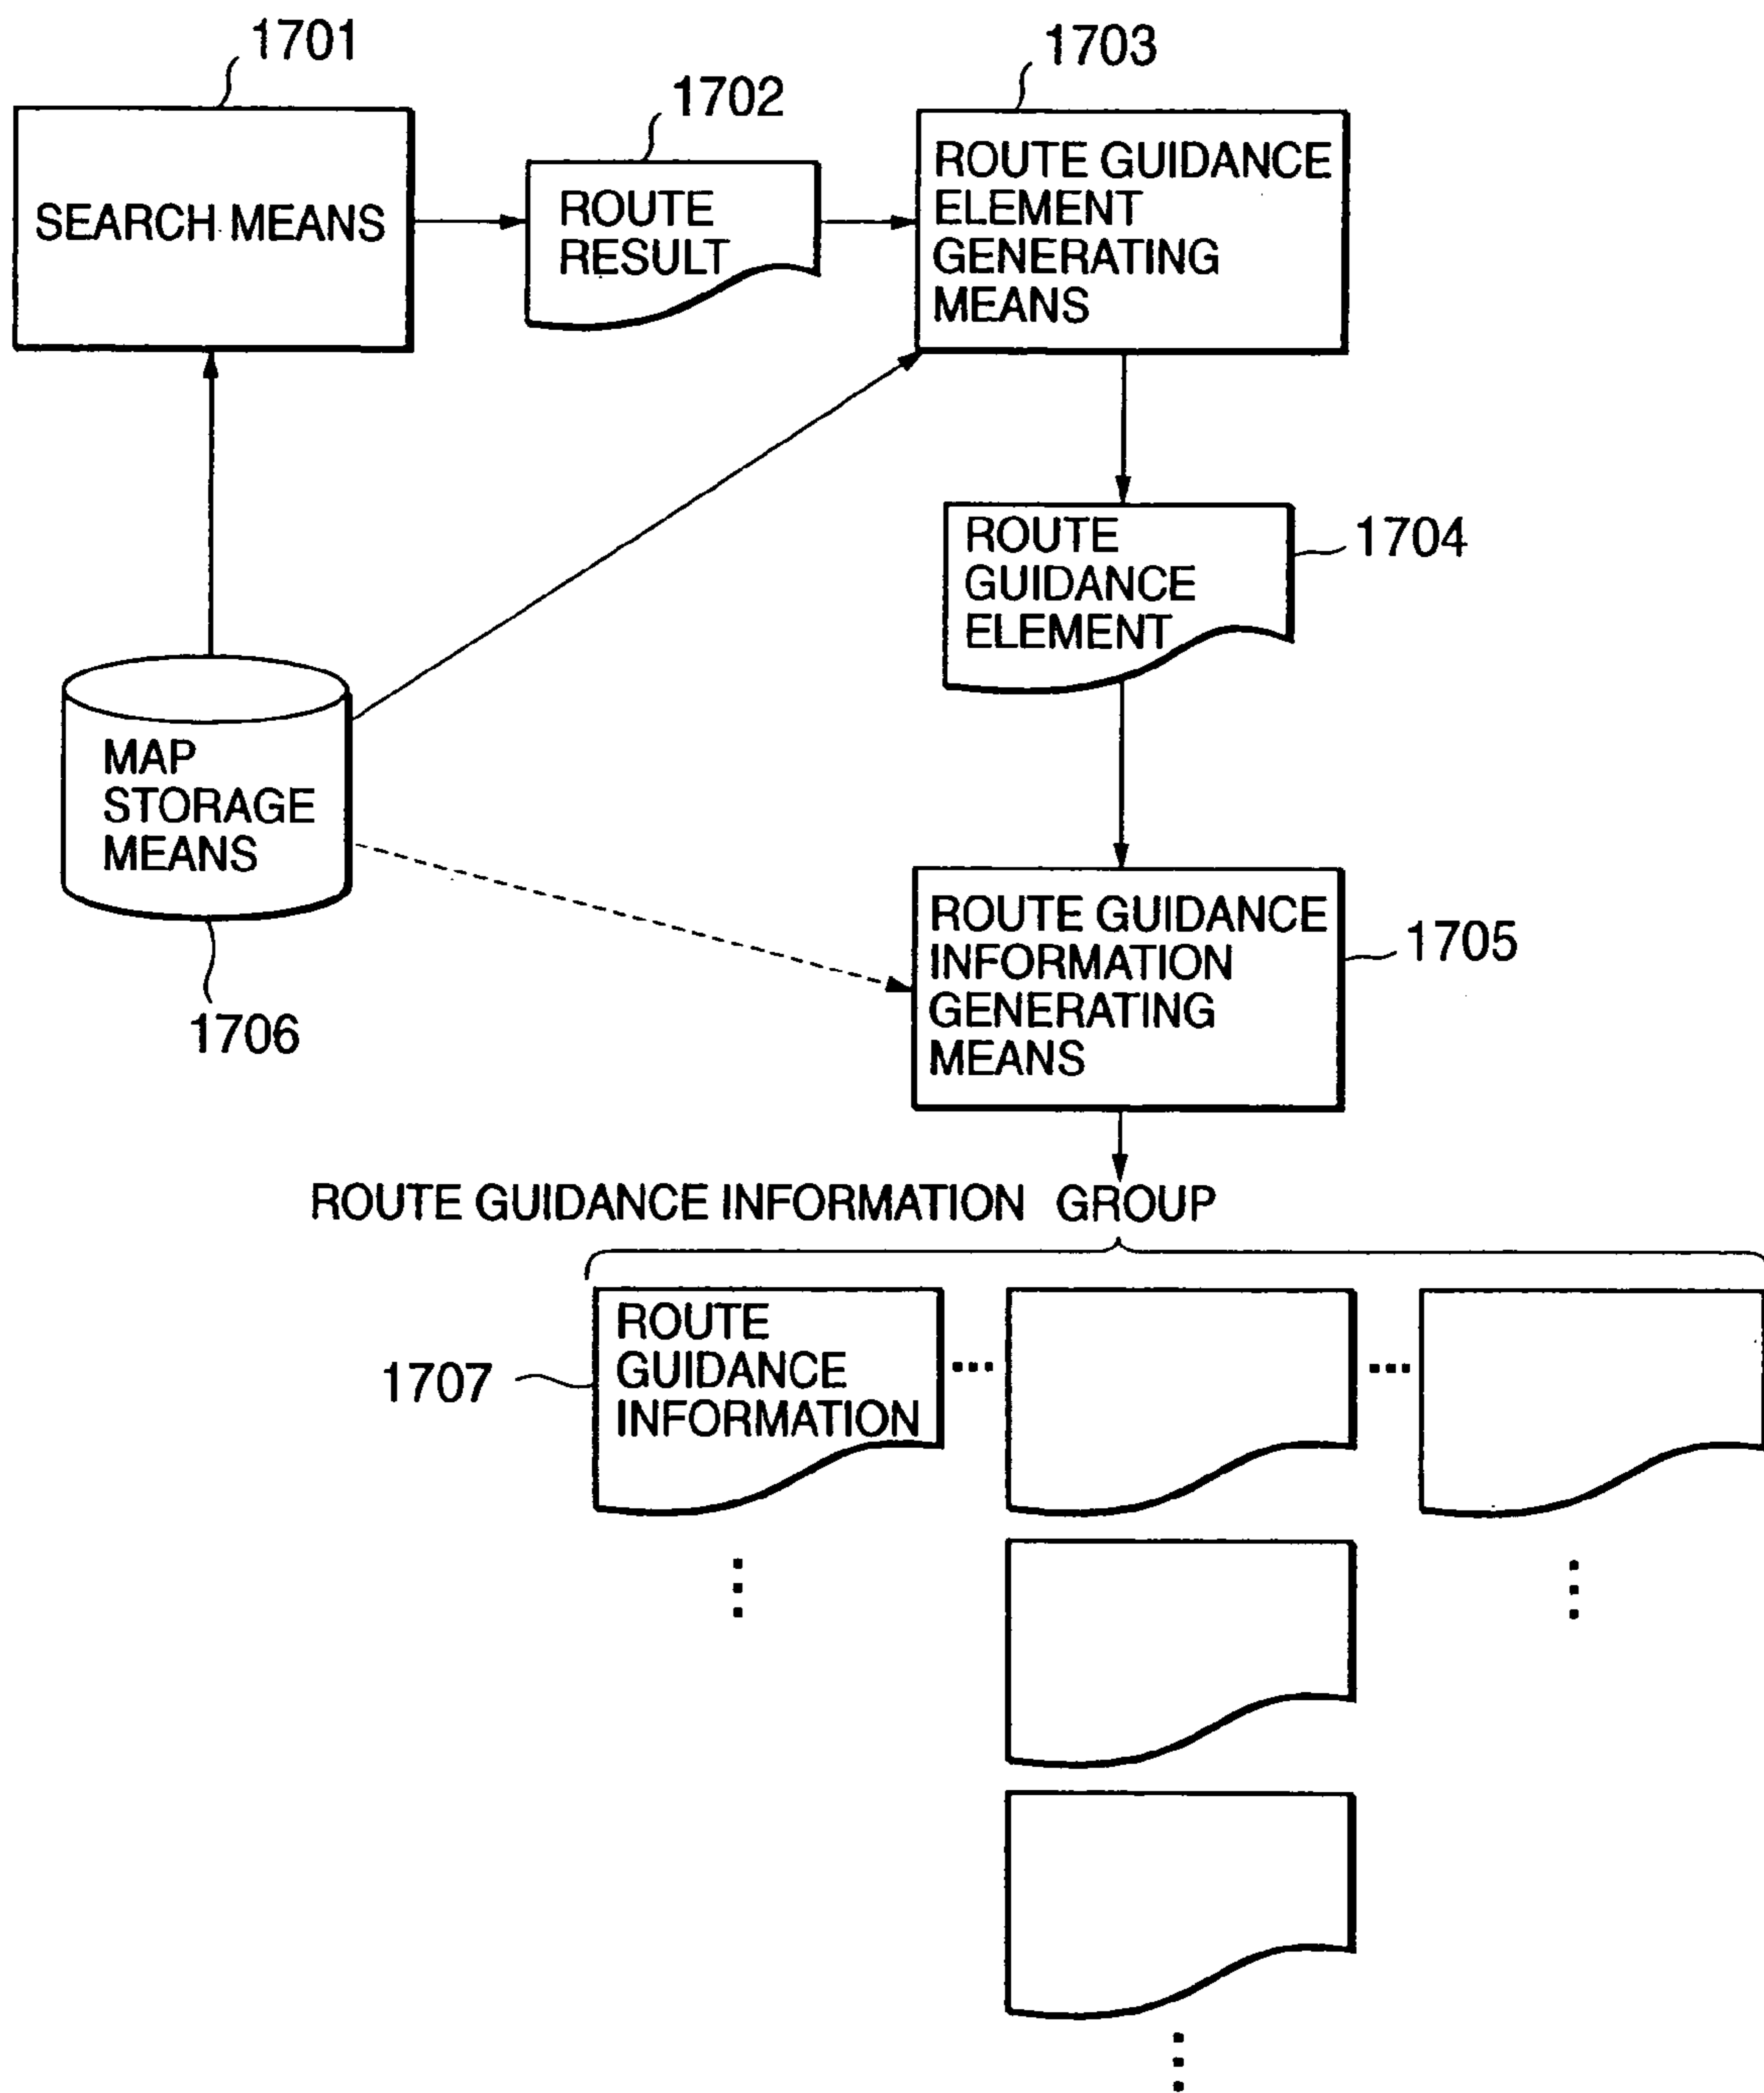 1701
1702
1703
SEARCH MEANS
ROUTE
RESULT
ROUTE GUIDANCE
ELEMENT
GENERATING
MEANS
ROUTE
GUIDANCE
ELEMENT
1704
MAP
STORAGE
MEANS
1706
ROUTE GUIDANCE
INFORMATION
GENERATING
MEANS
1705
ROUTE GUIDANCE INFORMATION GROUP
1707
ROUTE
GUIDANCE
INFORMATION